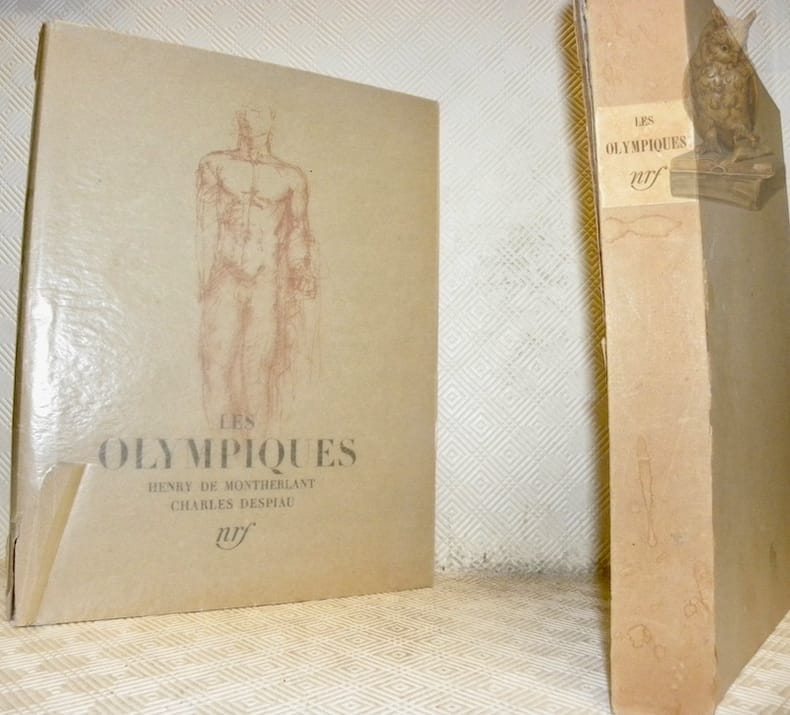 LES
OLYMPIQUES
HENRY DE MONTHERLANT
CHARLES DESPIAU
nrf
LES
OLYMPIQUES
nrf